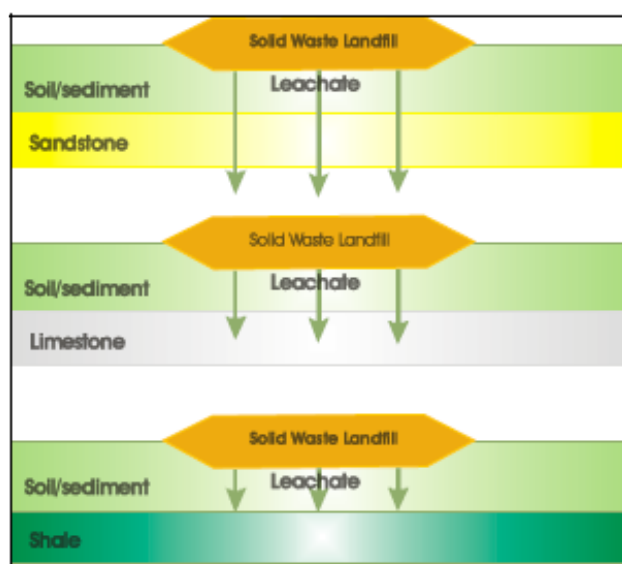 Solid Waste Landfill
Soil/sediment
Leachate
Sandstone
Solid Waste Landfill
Soil/sediment
Leachate
Limestone
Solid Waste Landfill
Soil/sediment
Leachate
Shale